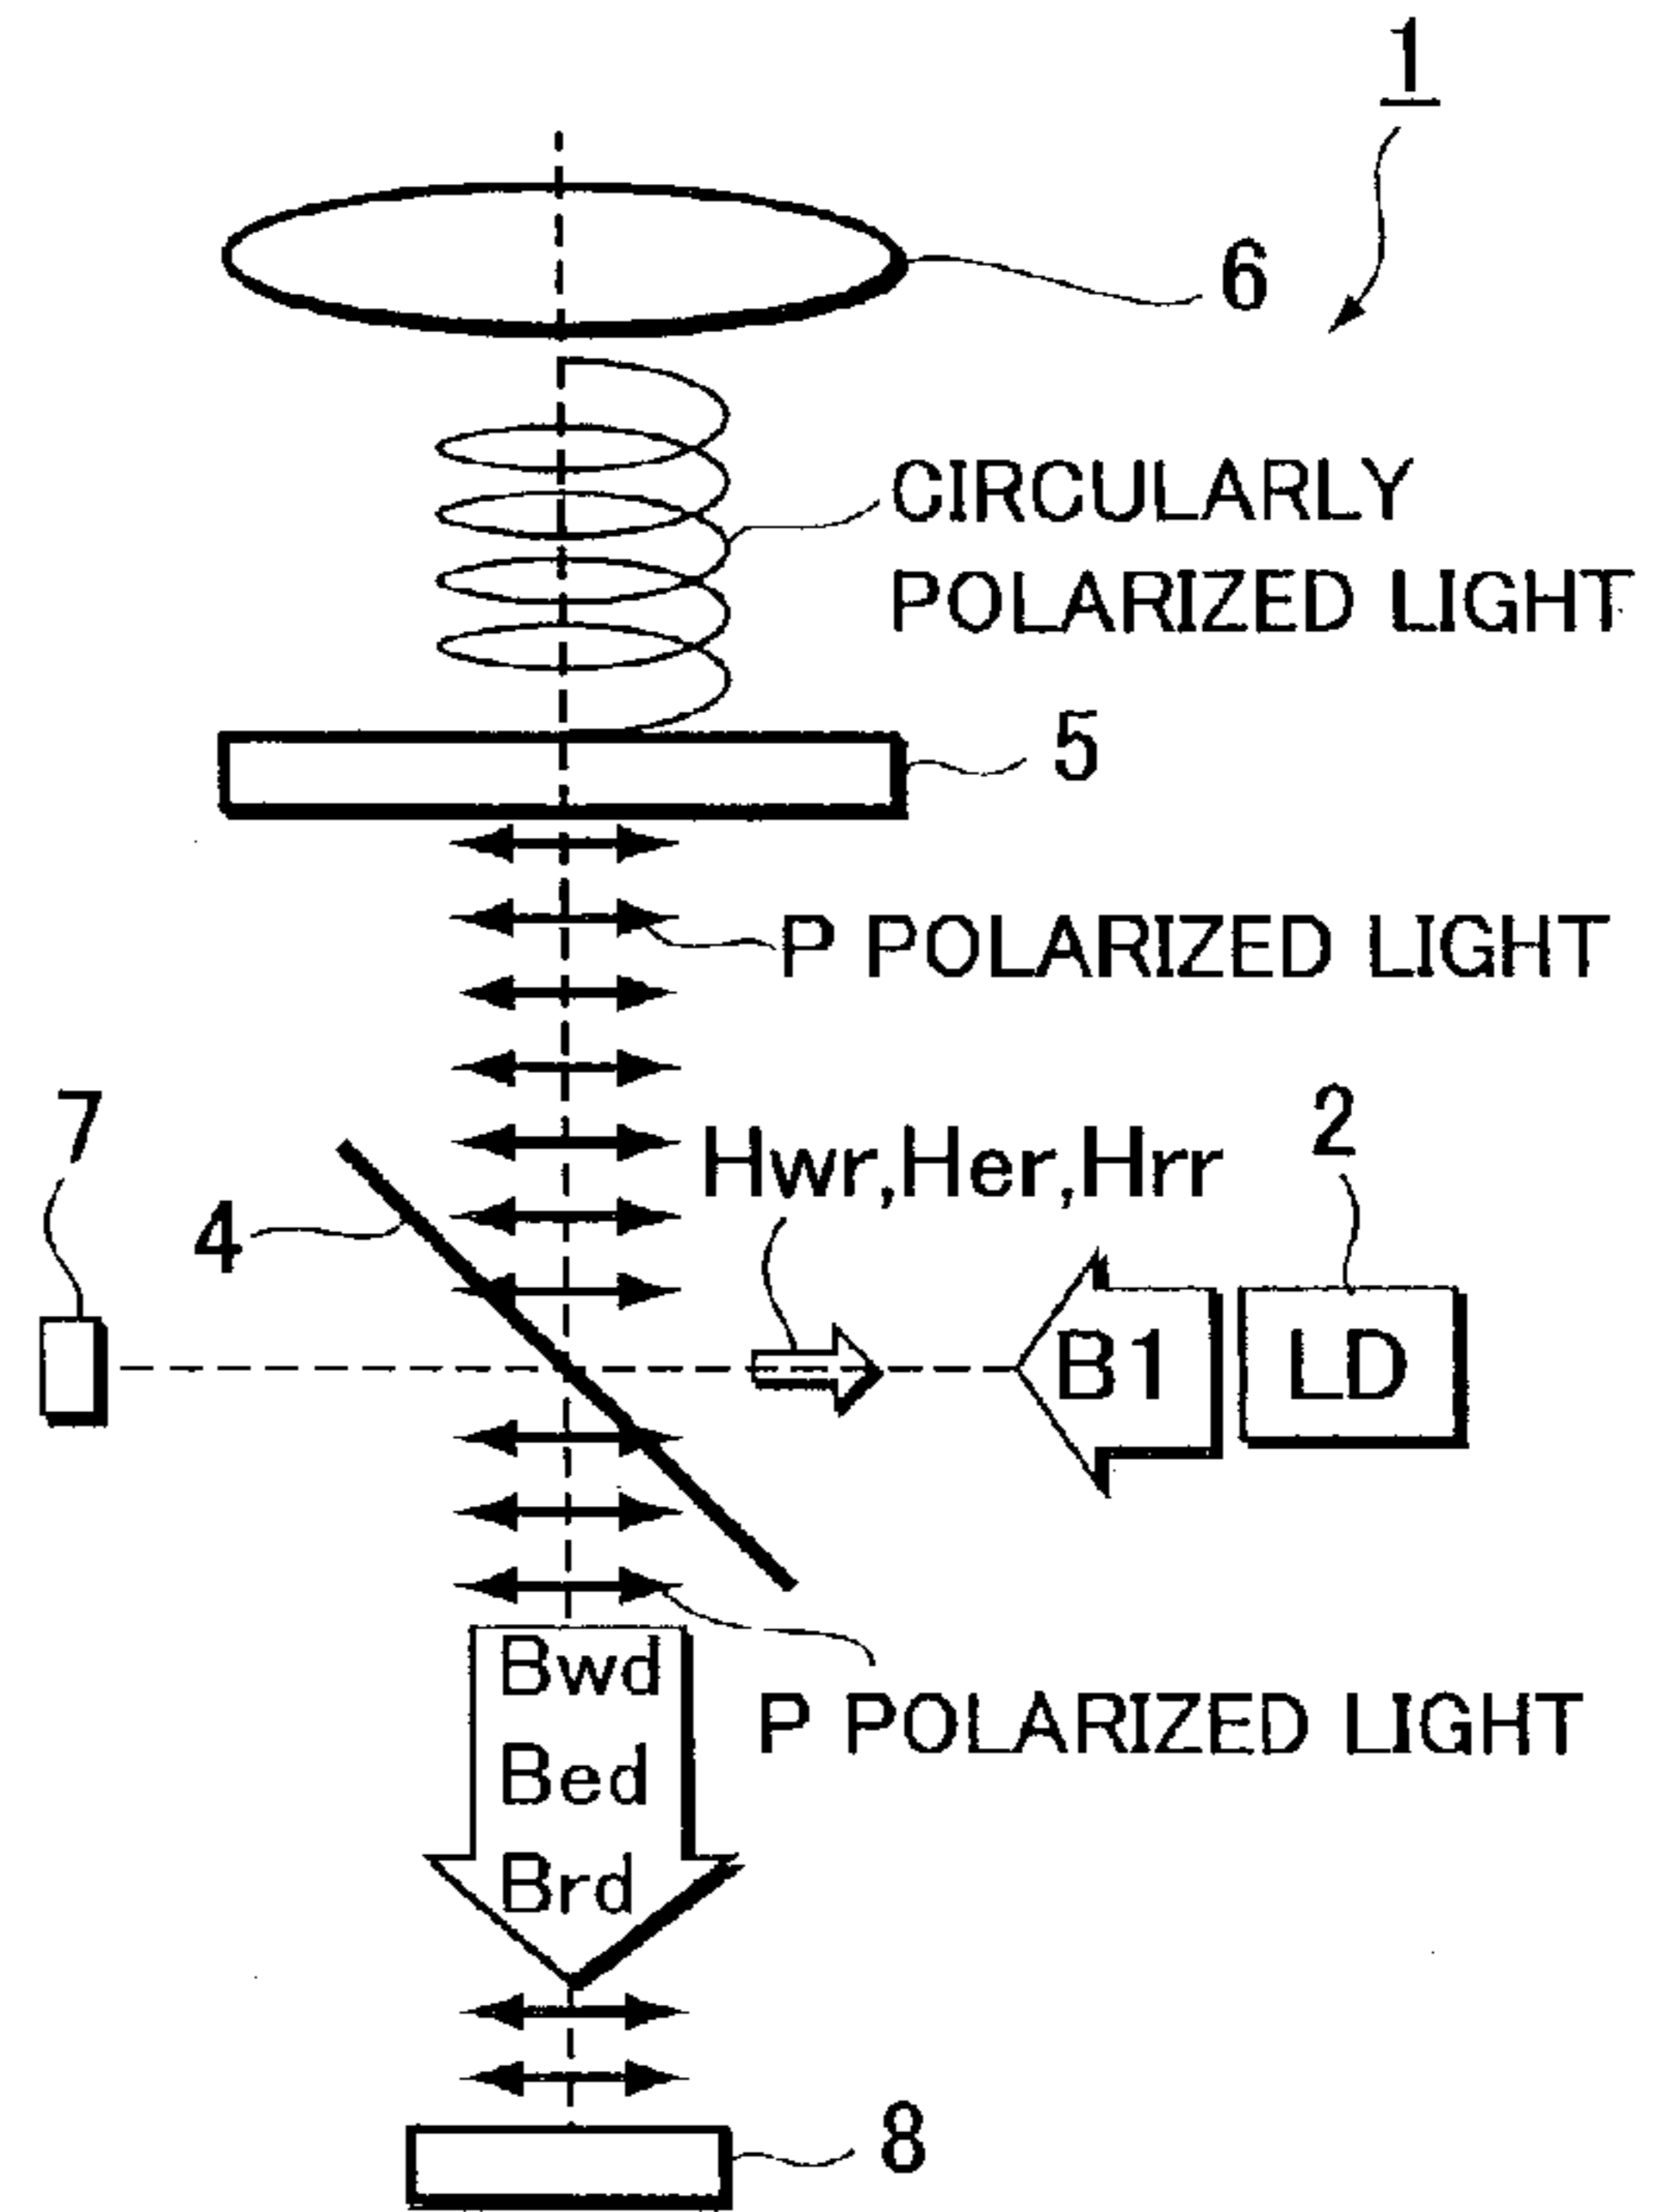 1
6
CIRCULARLY
POLARIZED LIGHT
5
P POLARIZED LIGHT
7
4
Hwr,Her,Hrr
2
B1
LD
Bwd
P POLARIZED LIGHT
Bed
Brd
8